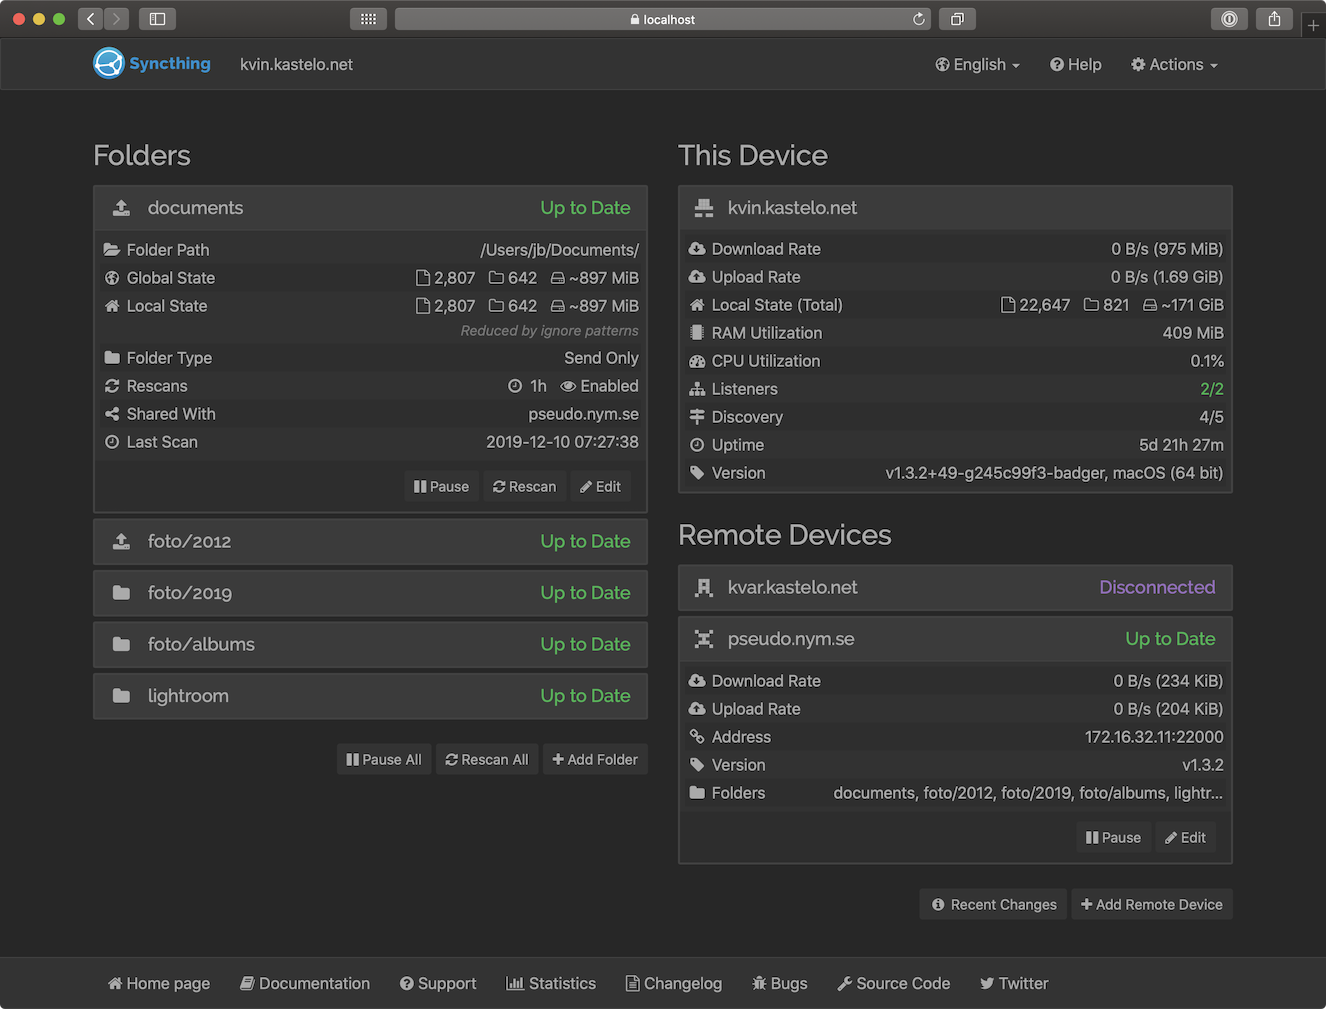 localhost
Syncthing kvin.kastelo.net English Help Actions
Folders
documents Up to Date
Folder Path /Users/jb/Documents/
Global State 2,807 642 ~897 MiB
Local State 2,807 642 ~897 MiB
Reduced by ignore patterns
Folder Type Send Only
Rescans 1h Enabled
Shared With pseudo.nym.se
Last Scan 2019-12-10 07:27:38
Pause Rescan Edit
foto/2012 Up to Date
foto/2019 Up to Date
foto/albums Up to Date
lightroom Up to Date
Pause All Rescan All Add Folder
This Device
kvin.kastelo.net
Download Rate 0 B/s (975 MiB)
Upload Rate 0 B/s (1.69 GiB)
Local State (Total) 22,647 821 ~171 GiB
RAM Utilization 409 MiB
CPU Utilization 0.1%
Listeners 2/2
Discovery 4/5
Uptime 5d 21h 27m
Version v1.3.2+49-g245c99f3-badger, macOS (64 bit)
Remote Devices
kvar.kastelo.net Disconnected
pseudo.nym.se Up to Date
Download Rate 0 B/s (234 KiB)
Upload Rate 0 B/s (204 KiB)
Address 172.16.32.11:22000
Version v1.3.2
Folders documents, foto/2012, foto/2019, foto/albums, lightr...
Pause Edit
Recent Changes Add Remote Device
Home page Documentation Support Statistics Changelog Bugs Source Code Twitter